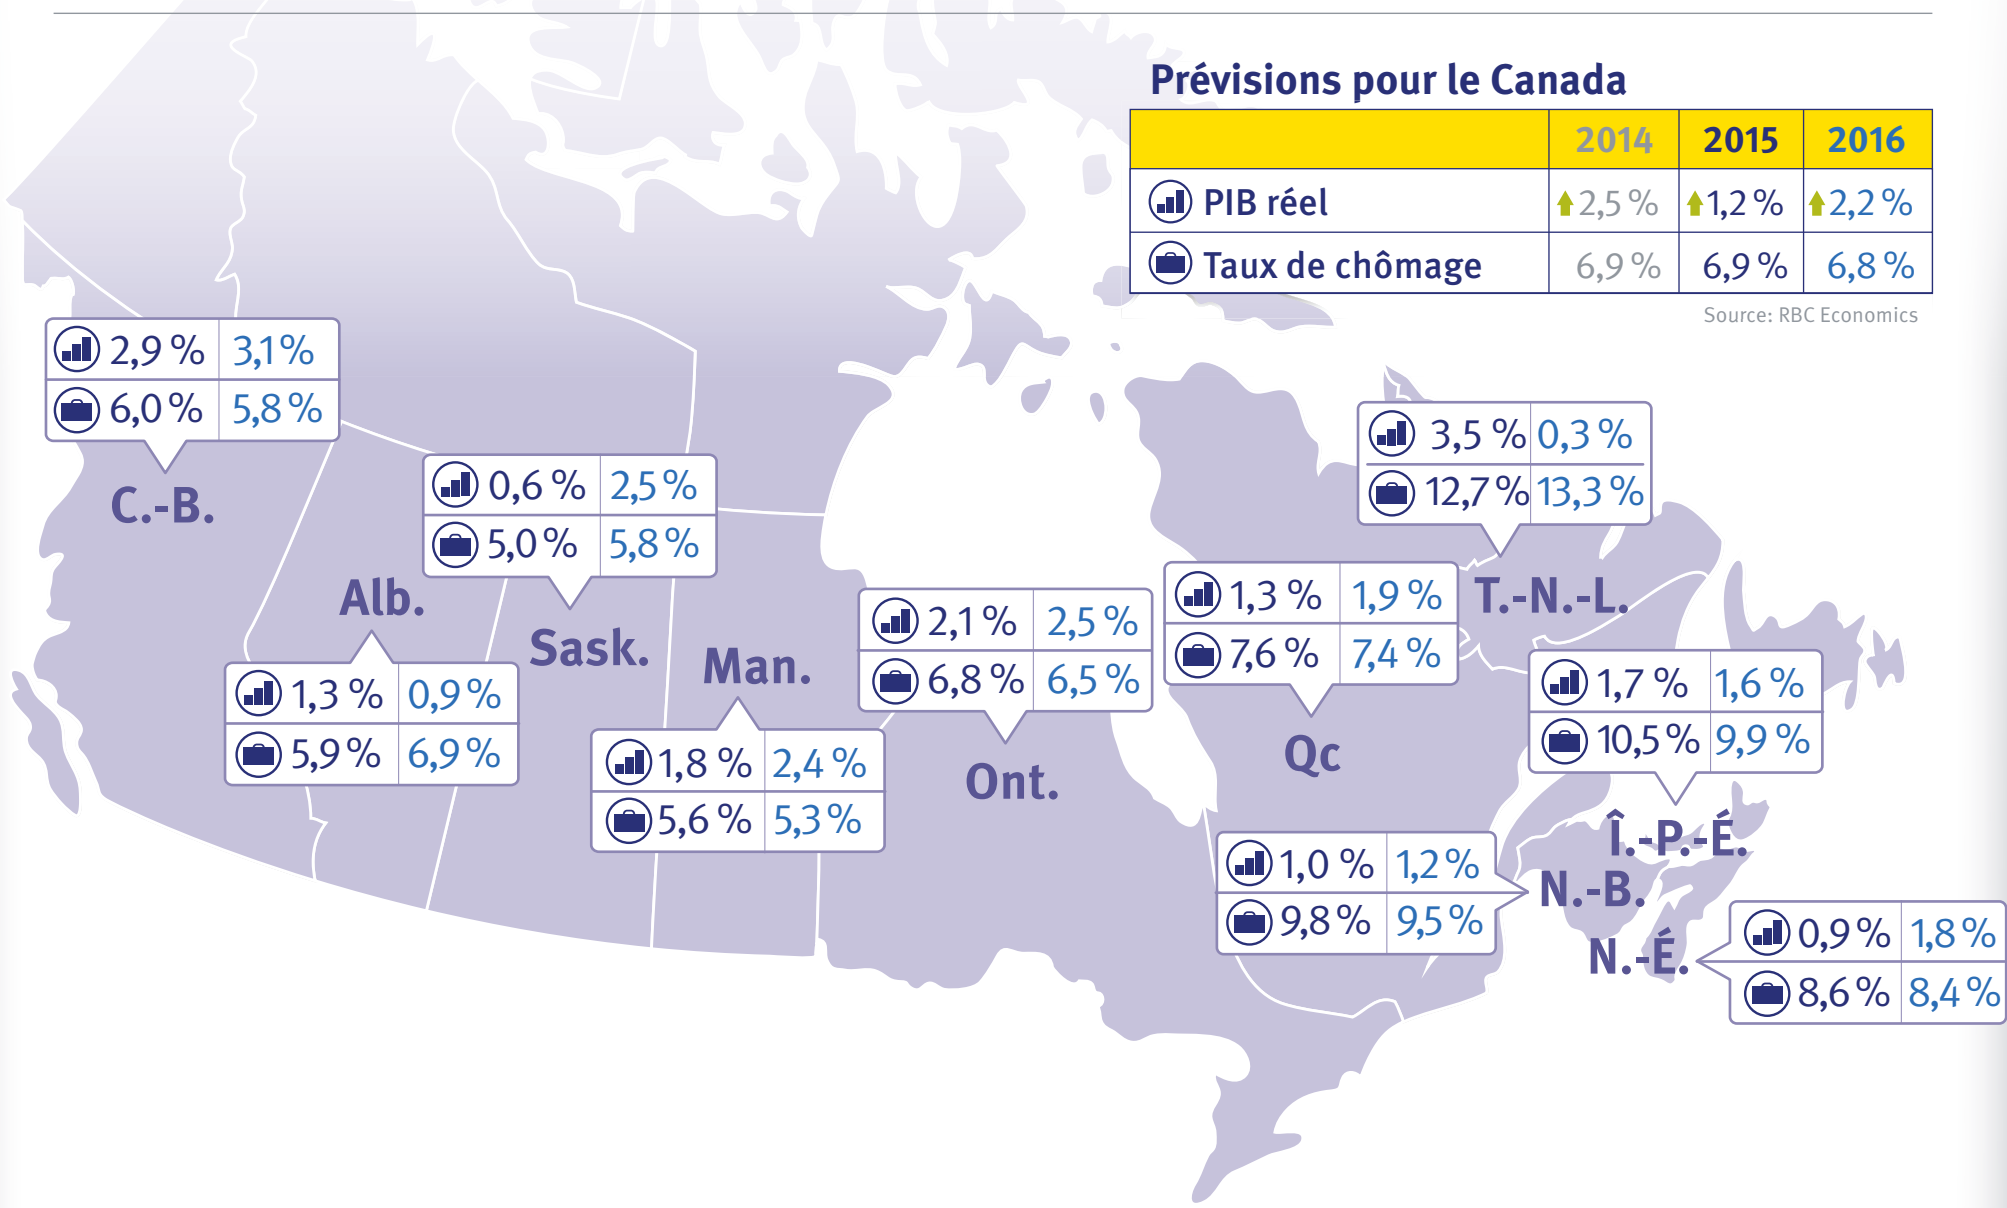 Prévisions pour le Canada
2014 2015 2016
PIB réel 2,5 % 1,2 % 2,2 %
Taux de chômage 6,9 % 6,9 % 6,8 %
Source: RBC Economics
2,9 % 3,1%
6,0 % 5,8 %
C.-B.
3,5 % 0,3 %
12,7 % 13,3 %
T.-N.-L.
0,6 % 2,5 %
5,0 % 5,8 %
Sask.
Alb.
1,3 % 0,9 %
5,9 % 6,9 %
Man.
1,8 % 2,4 %
5,6 % 5,3 %
2,1 % 2,5 %
6,8 % 6,5 %
Ont.
1,3 % 1,9 %
7,6 % 7,4 %
Qc
1,7 % 1,6 %
10,5 % 9,9 %
Î.-P.-É.
1,0 % 1,2 %
9,8 % 9,5 %
N.-B.
N.-É.
0,9 % 1,8 %
8,6 % 8,4 %